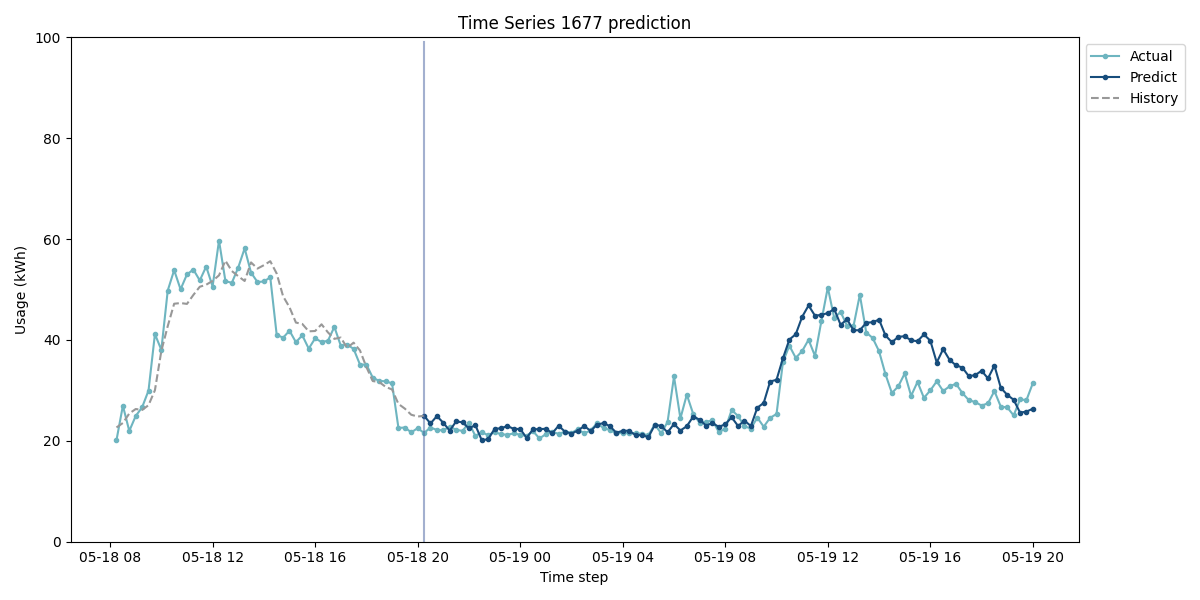 Time Series 1677 prediction
100
80
60
40
20
0
Usage (kWh)
05-18 08
05-18 12
05-18 16
05-18 20
05-19 00
05-19 04
05-19 08
05-19 12
05-19 16
05-19 20
Time step
Actual
Predict
History